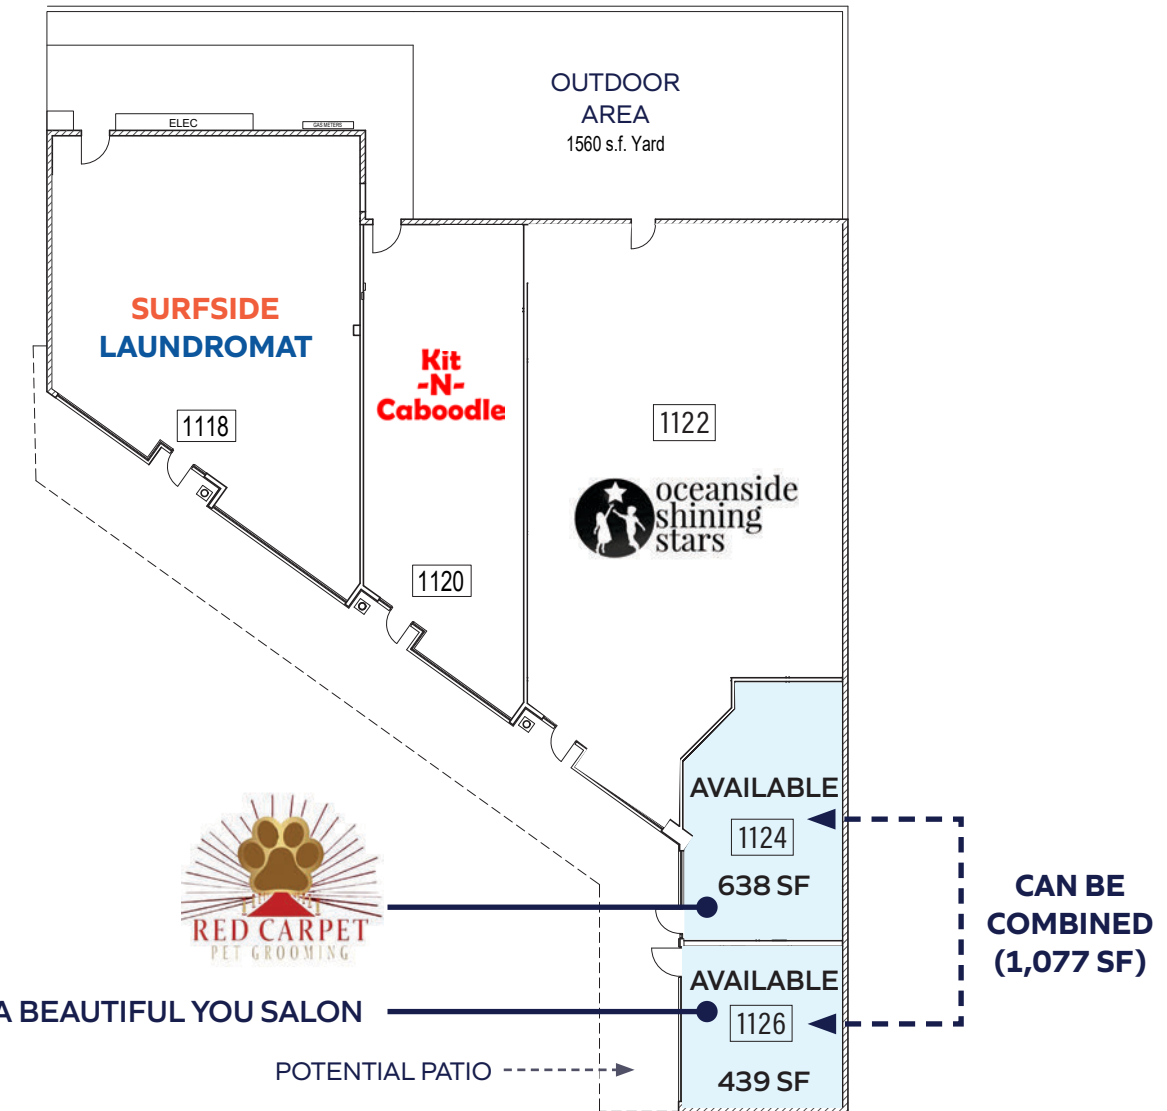 OUTDOOR
AREA
1560 s.f. Yard
ELEC
GAS METERS
SURFSIDE
LAUNDROMAT
1118
Kit
-N-
Caboodle
1120
1122
oceanside
shining
stars
AVAILABLE
1124
638 SF
CAN BE
COMBINED
(1,077 SF)
RED CARPET
PET GROOMING
AVAILABLE
1126
439 SF
A BEAUTIFUL YOU SALON
POTENTIAL PATIO